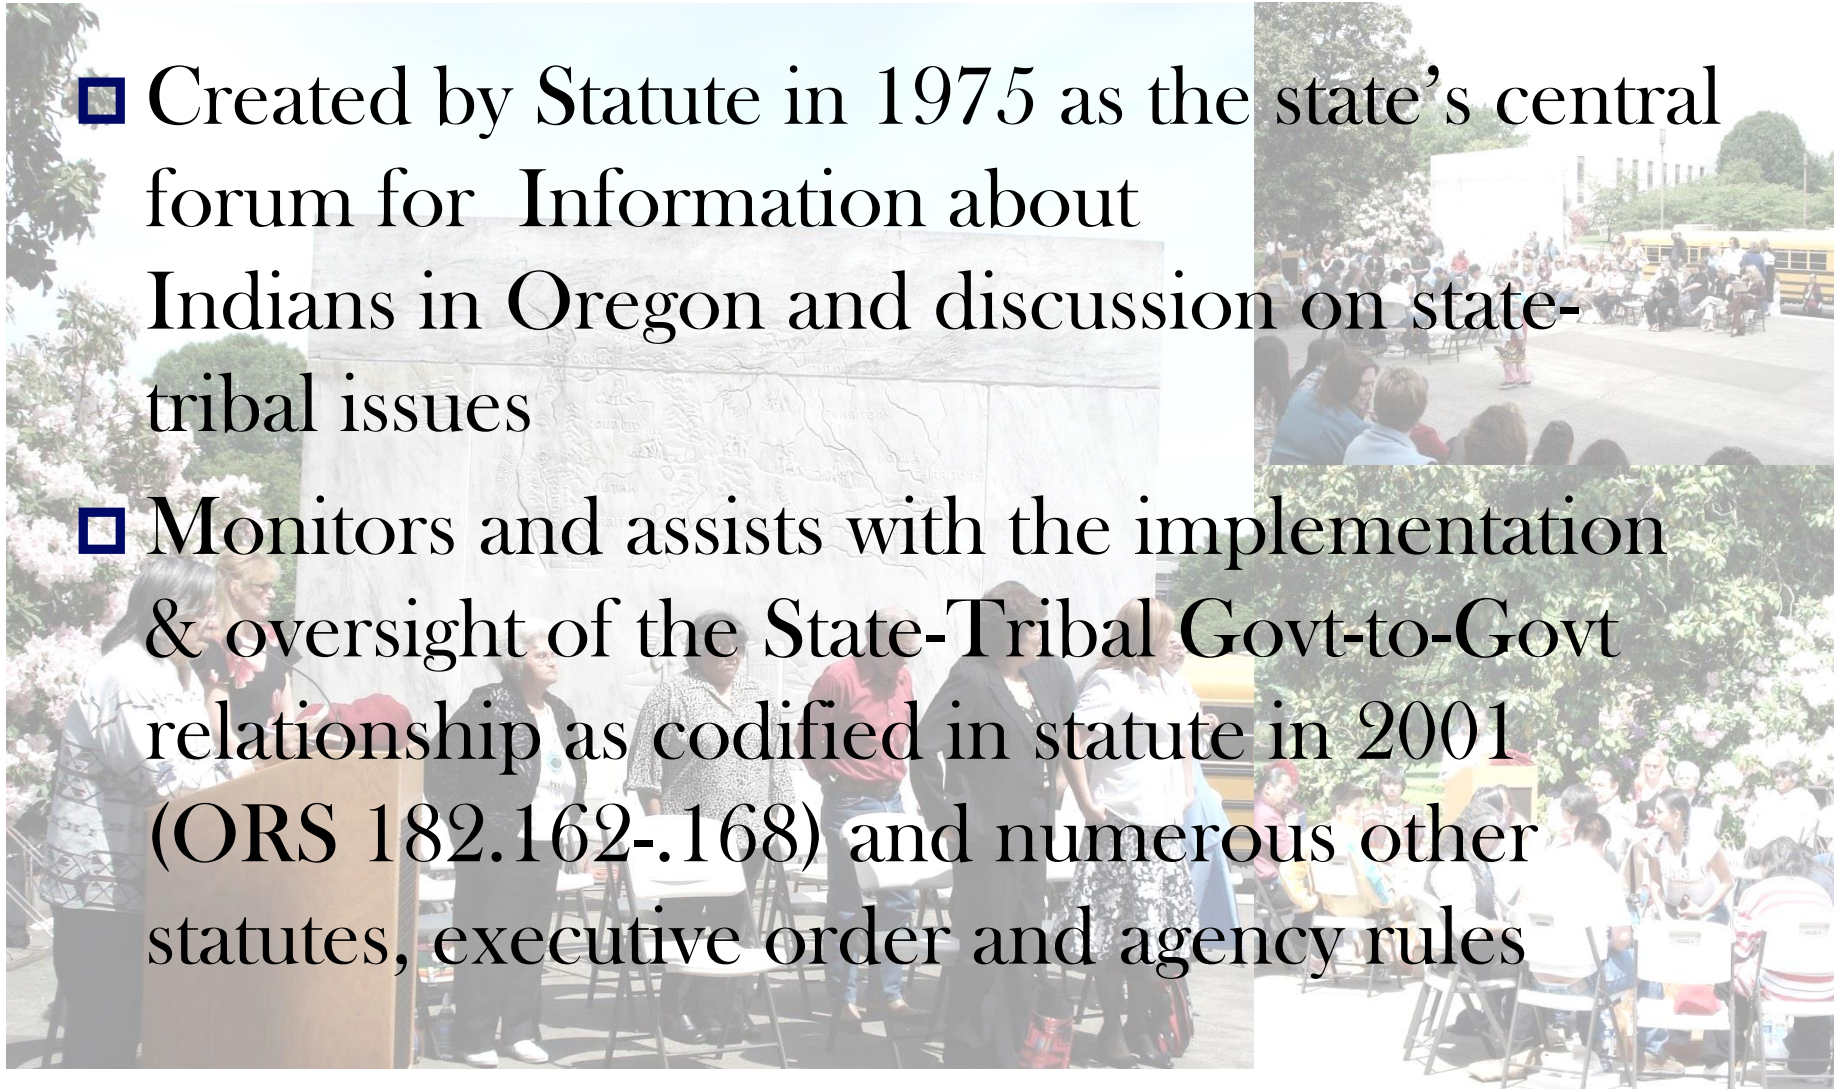 Created by Statute in 1975 as the state’s central
forum for  Information about
Indians in Oregon and discussion on state-
tribal issues
Monitors and assists with the implementation
& oversight of the State-Tribal Govt-to-Govt
relationship as codified in statute in 2001
(ORS 182.162-.168) and numerous other
statutes, executive order and agency rules